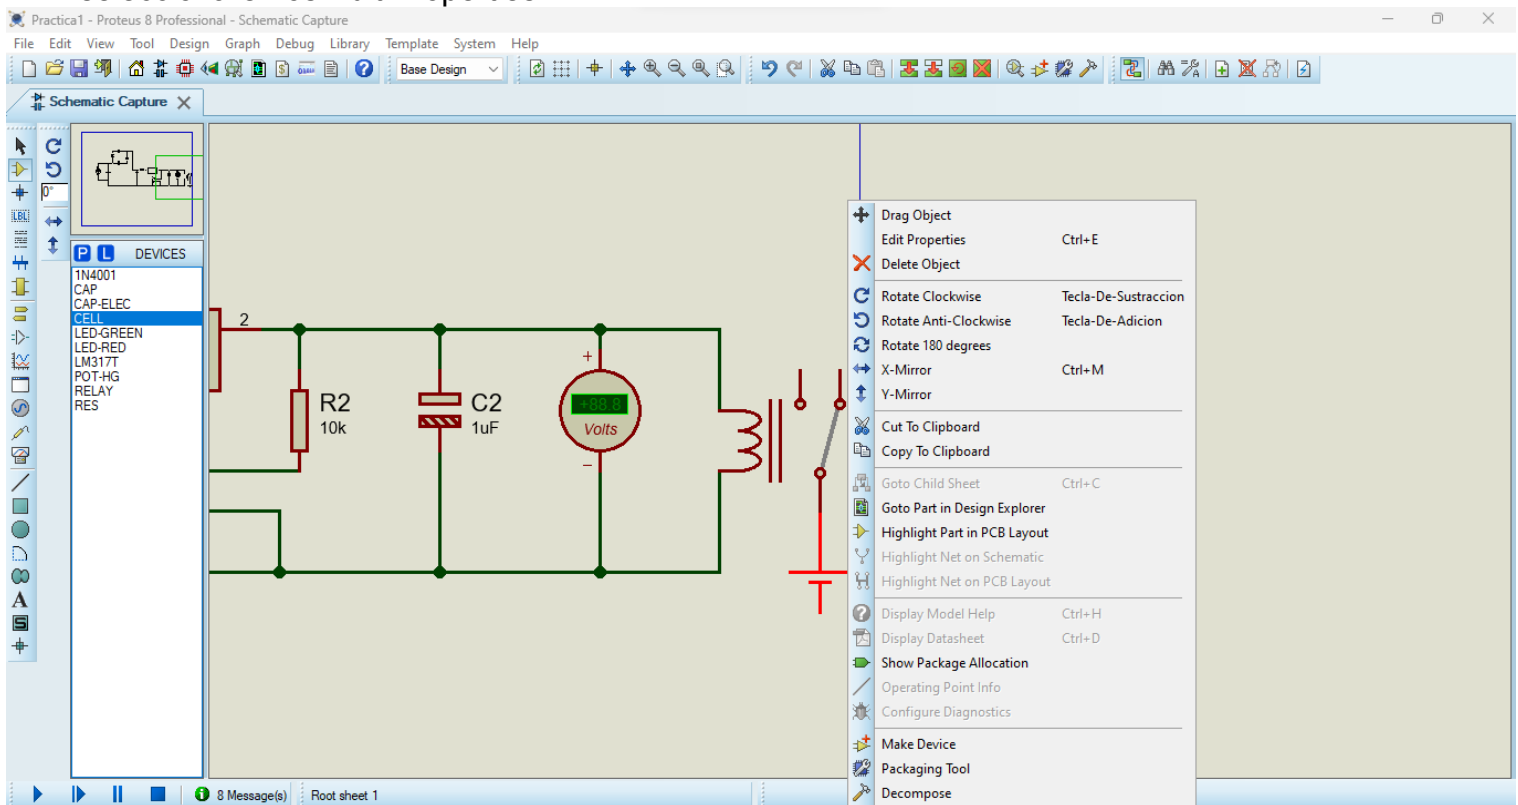 Practica1 - Proteus 8 Professional - Schematic Capture
File Edit View Tool Design Graph Debug Library Template System Help
Base Design
Schematic Capture
0°
LBL
P L DEVICES
1N4001
CAP
CAP-ELEC
CELL
LED-GREEN
LED-RED
LM317T
POT-HG
RELAY
RES
A
S
2
R2
10k
C2
1uF
+
+88.8
Volts
−
Drag Object
Edit Properties Ctrl+E
Delete Object
Rotate Clockwise Tecla-De-Sustraccion
Rotate Anti-Clockwise Tecla-De-Adicion
Rotate 180 degrees
X-Mirror Ctrl+M
Y-Mirror
Cut To Clipboard
Copy To Clipboard
Goto Child Sheet Ctrl+C
Goto Part in Design Explorer
Highlight Part in PCB Layout
Highlight Net on Schematic
Highlight Net on PCB Layout
Display Model Help Ctrl+H
Display Datasheet Ctrl+D
Show Package Allocation
Operating Point Info
Configure Diagnostics
Make Device
Packaging Tool
Decompose
8 Message(s) Root sheet 1